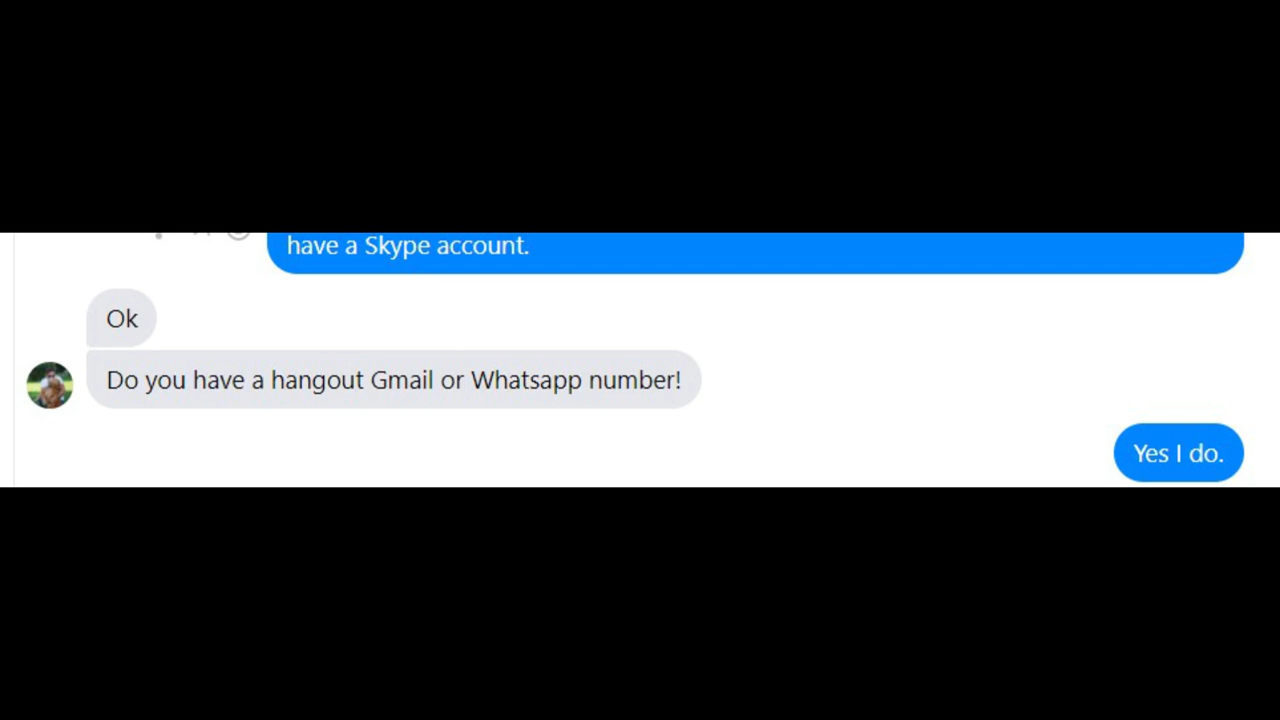 have a Skype account.
Ok
Do you have a hangout Gmail or Whatsapp number!
Yes I do.